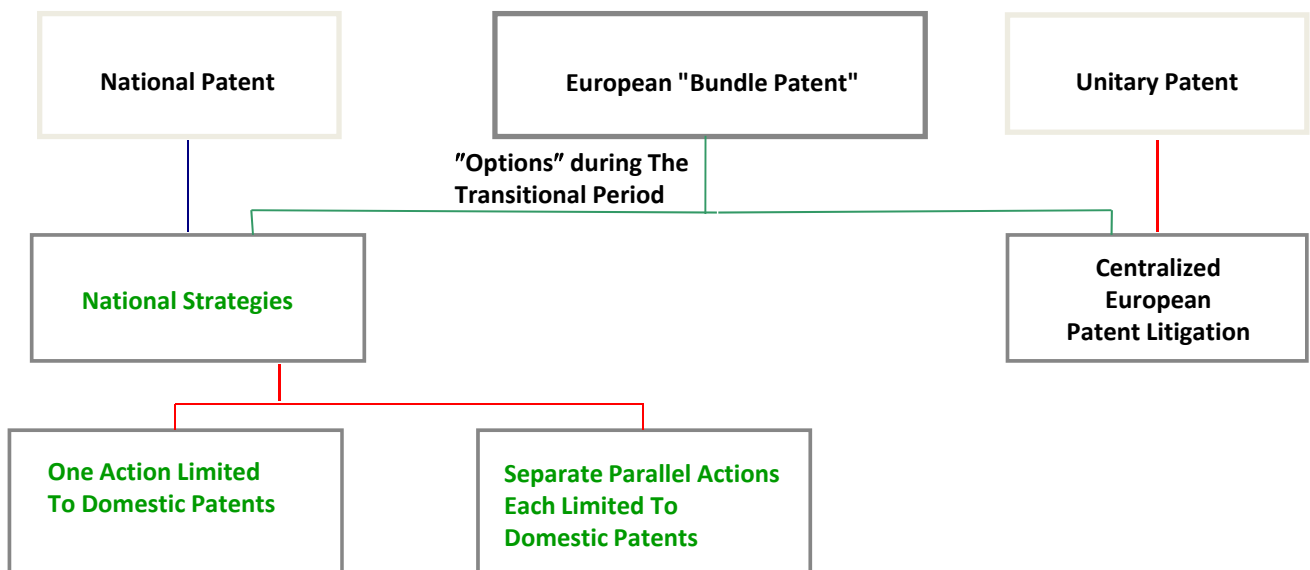 National Patent
European "Bundle Patent"
Unitary Patent
"Options" during The
Transitional Period
National Strategies
Centralized
European
Patent Litigation
One Action Limited
To Domestic Patents
Separate Parallel Actions
Each Limited To
Domestic Patents